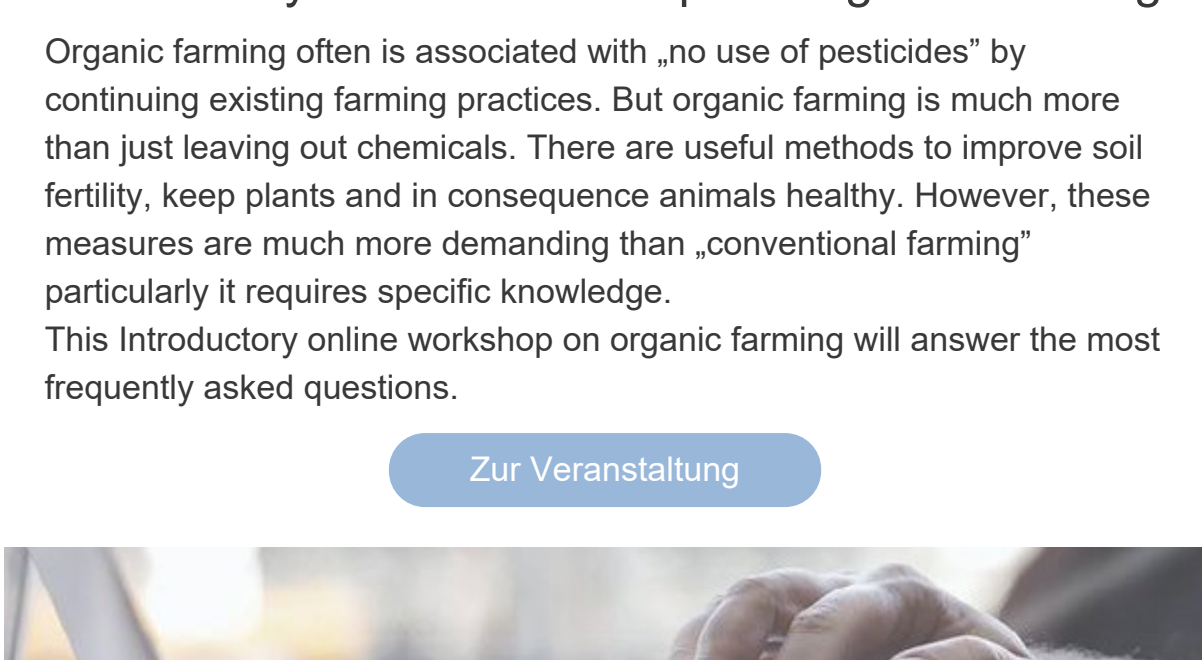 Organic farming often is associated with „no use of pesticides” by
continuing existing farming practices. But organic farming is much more
than just leaving out chemicals. There are useful methods to improve soil
fertility, keep plants and in consequence animals healthy. However, these
measures are much more demanding than „conventional farming”
particularly it requires specific knowledge.
This Introductory online workshop on organic farming will answer the most
frequently asked questions.
Zur Veranstaltung